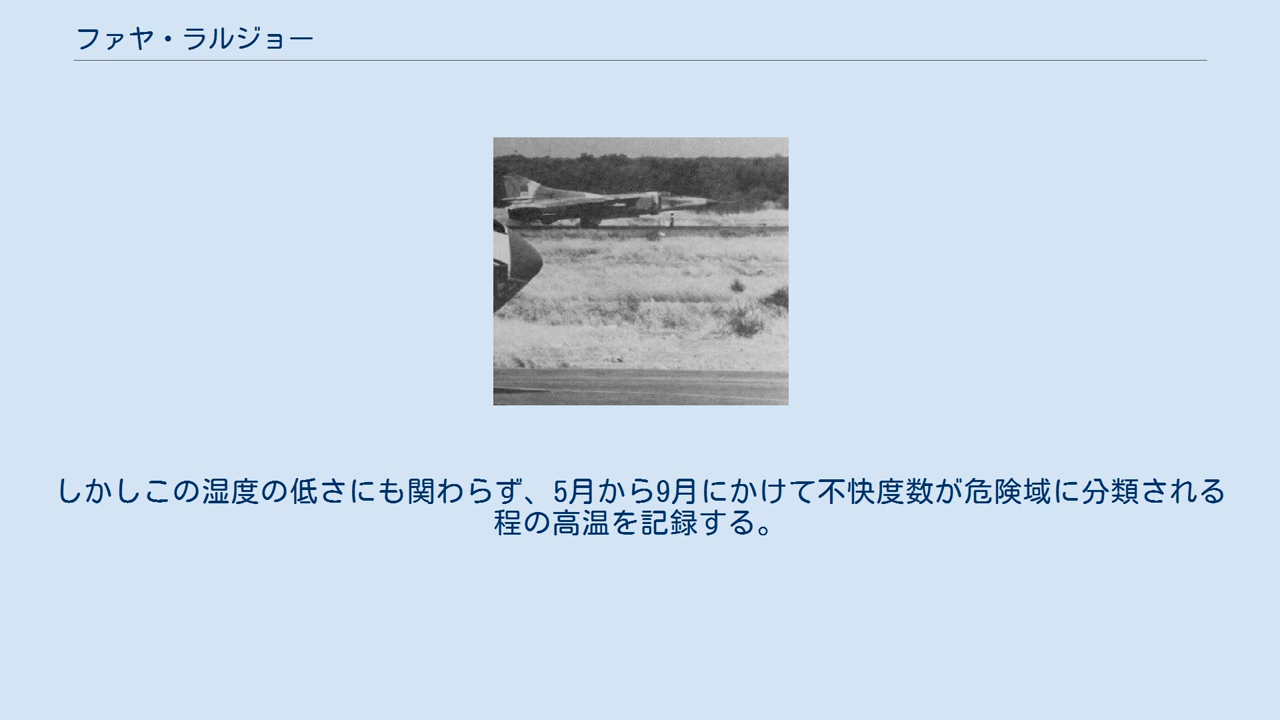 ファヤ・ラルジョー
しかしこの湿度の低さにも関わらず、5月から9月にかけて不快度数が危険域に分類される
程の高温を記録する。